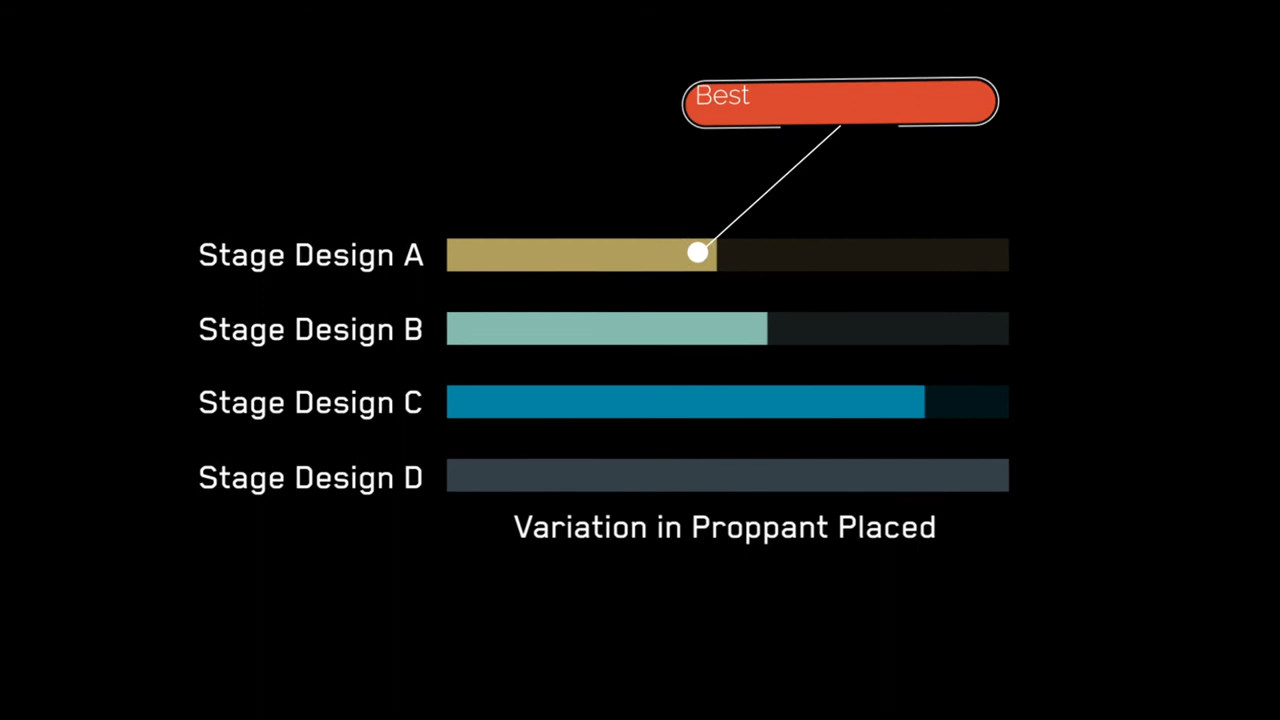 Best
Stage Design A
Stage Design B
Stage Design C
Stage Design D
Variation in Proppant Placed